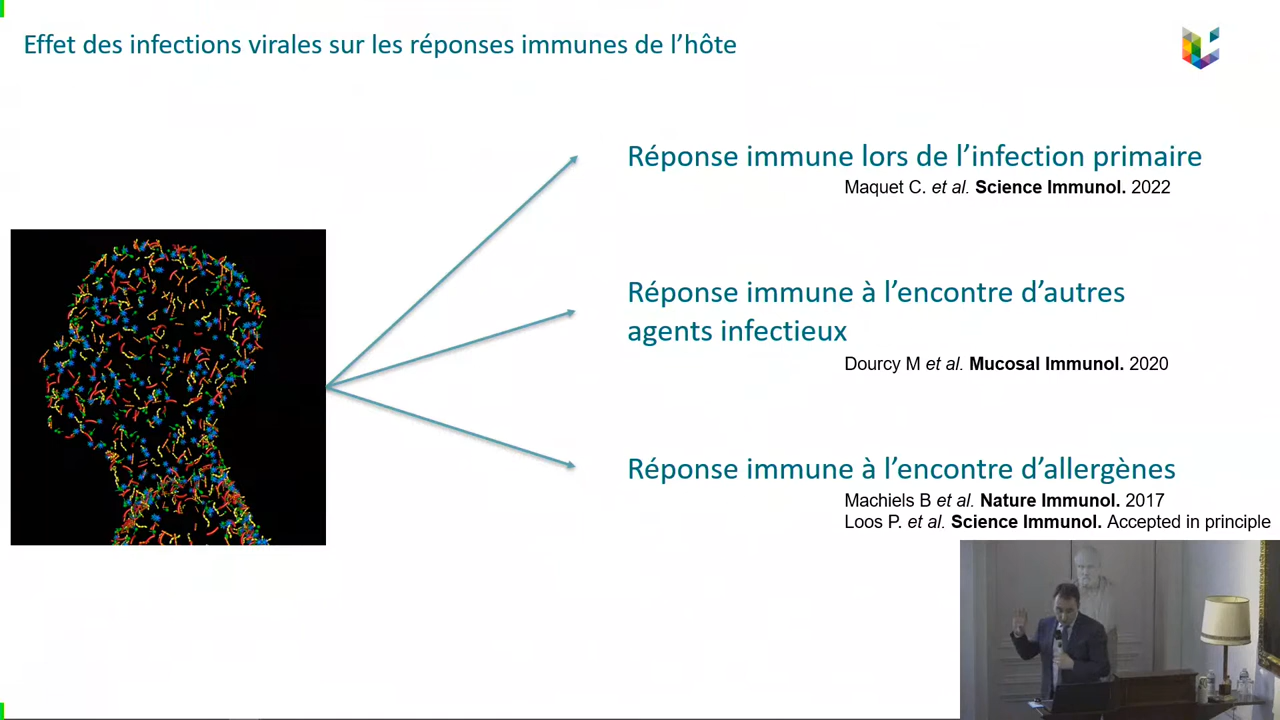 Effet des infections virales sur les réponses immunes de l’hôte
Réponse immune lors de l’infection primaire
Maquet C. et al. Science Immunol. 2022
Réponse immune à l’encontre d’autres
agents infectieux
Dourcy M et al. Mucosal Immunol. 2020
Réponse immune à l’encontre d’allergènes
Machiels B et al. Nature Immunol. 2017
Loos P. et al. Science Immunol. Accepted in principle